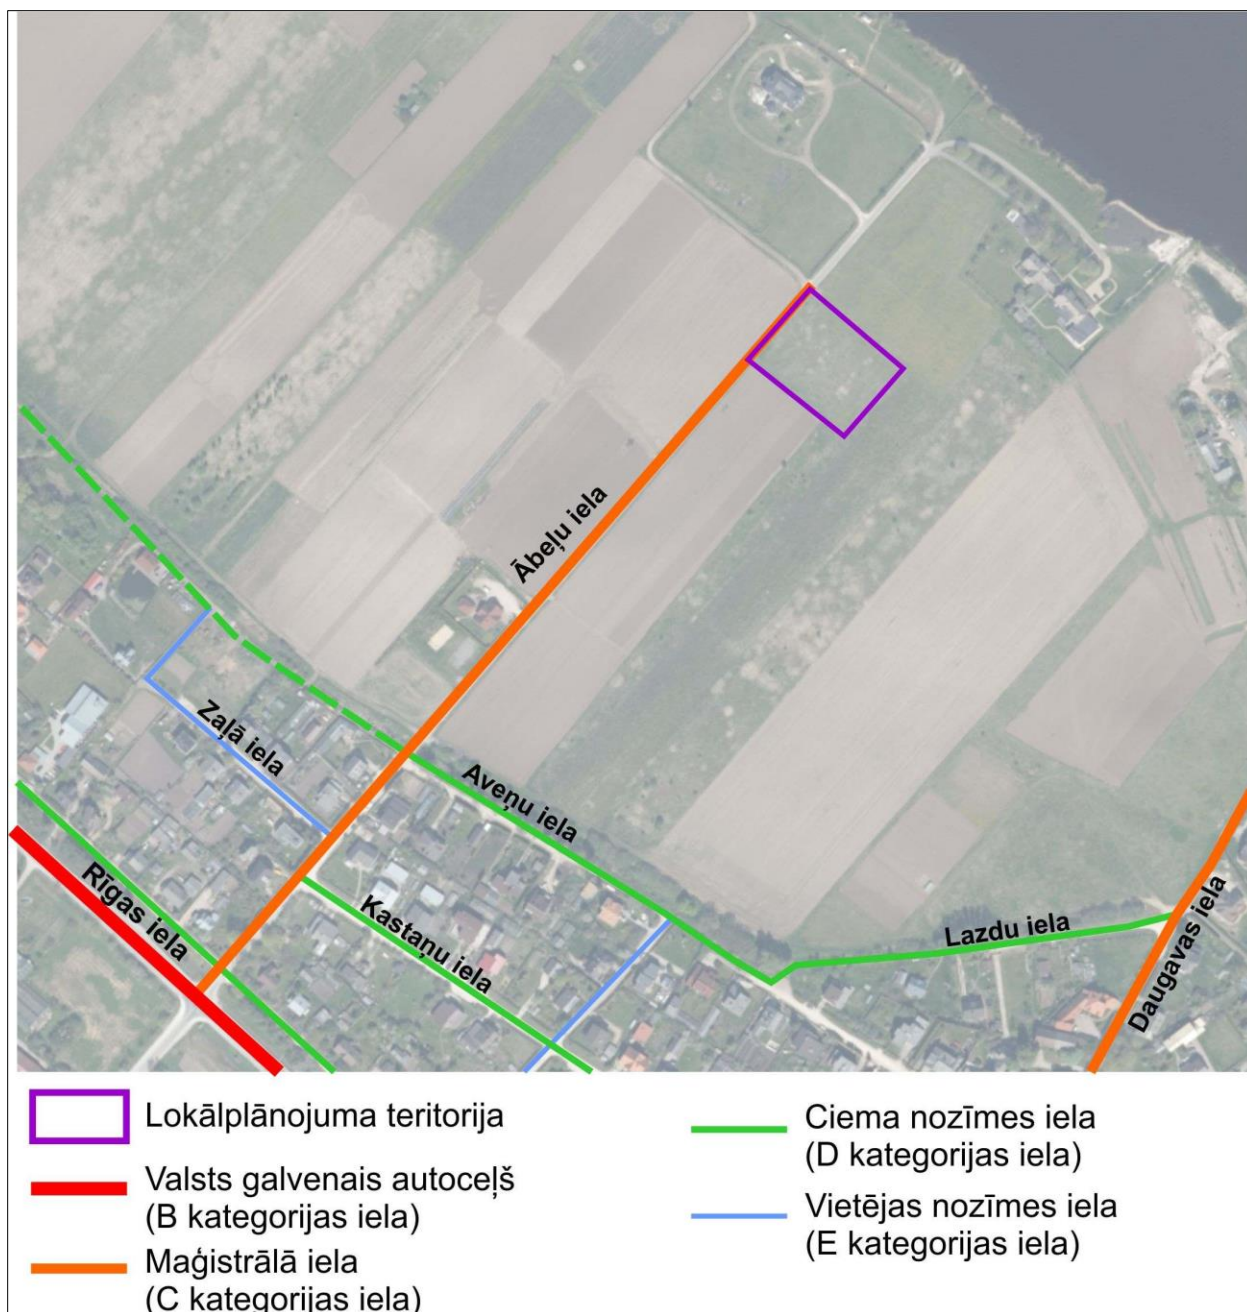 Ābeļu iela
Zaļā iela
Aveņu iela
Rīgas iela
Kastaņu iela
Lazdu iela
Daugavas iela
Lokālplānojuma teritorija
Valsts galvenais autoceļš
(B kategorijas iela)
Maģistrālā iela
(C kategorijas iela)
Ciema nozīmes iela
(D kategorijas iela)
Vietējas nozīmes iela
(E kategorijas iela)